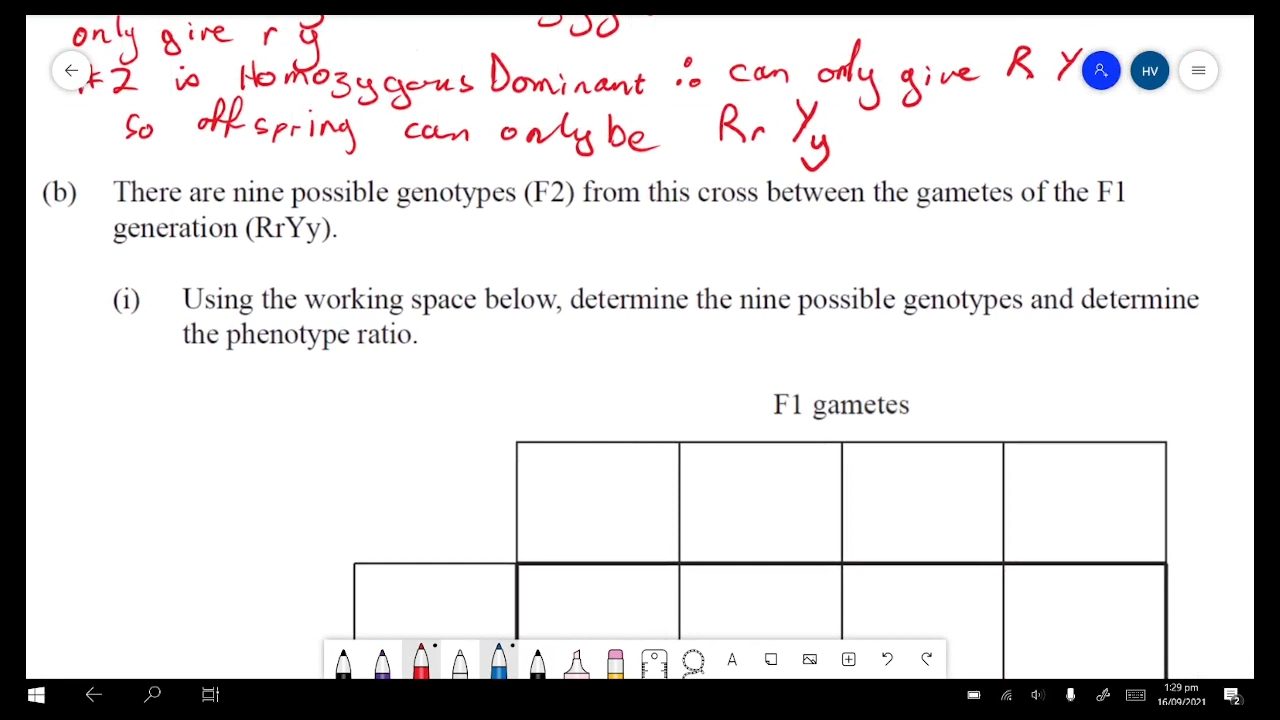 only give r y
#2 is Homozygous Dominant ∴ can only give R Y
so offspring can only be Rr Yy
HV
(b) There are nine possible genotypes (F2) from this cross between the gametes of the F1
generation (RrYy).
(i) Using the working space below, determine the nine possible genotypes and determine
the phenotype ratio.
F1 gametes
A
1:29 pm
16/09/2021
2